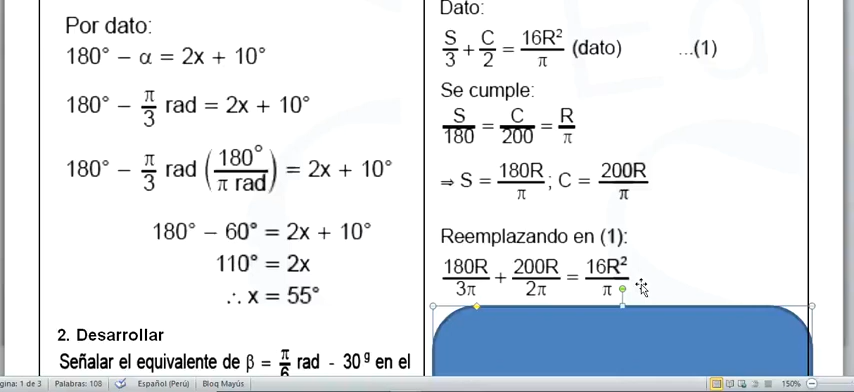 Por dato:
180° − α = 2x + 10°
180° − π/3 rad = 2x + 10°
180° − π/3 rad (180°/π rad) = 2x + 10°
180° − 60° = 2x + 10°
110° = 2x
∴ x = 55°
2. Desarrollar
Señalar el equivalente de β = π/6 rad - 30 g en el
Dato:
S/3 + C/2 = 16R²/π (dato) ...(1)
Se cumple:
S/180 = C/200 = R/π
⇒ S = 180R/π ; C = 200R/π
Reemplazando en (1):
180R/3π + 200R/2π = 16R²/π
gina: 1 de 3 Palabras: 108 Español (Perú) Bloq Mayús 150%